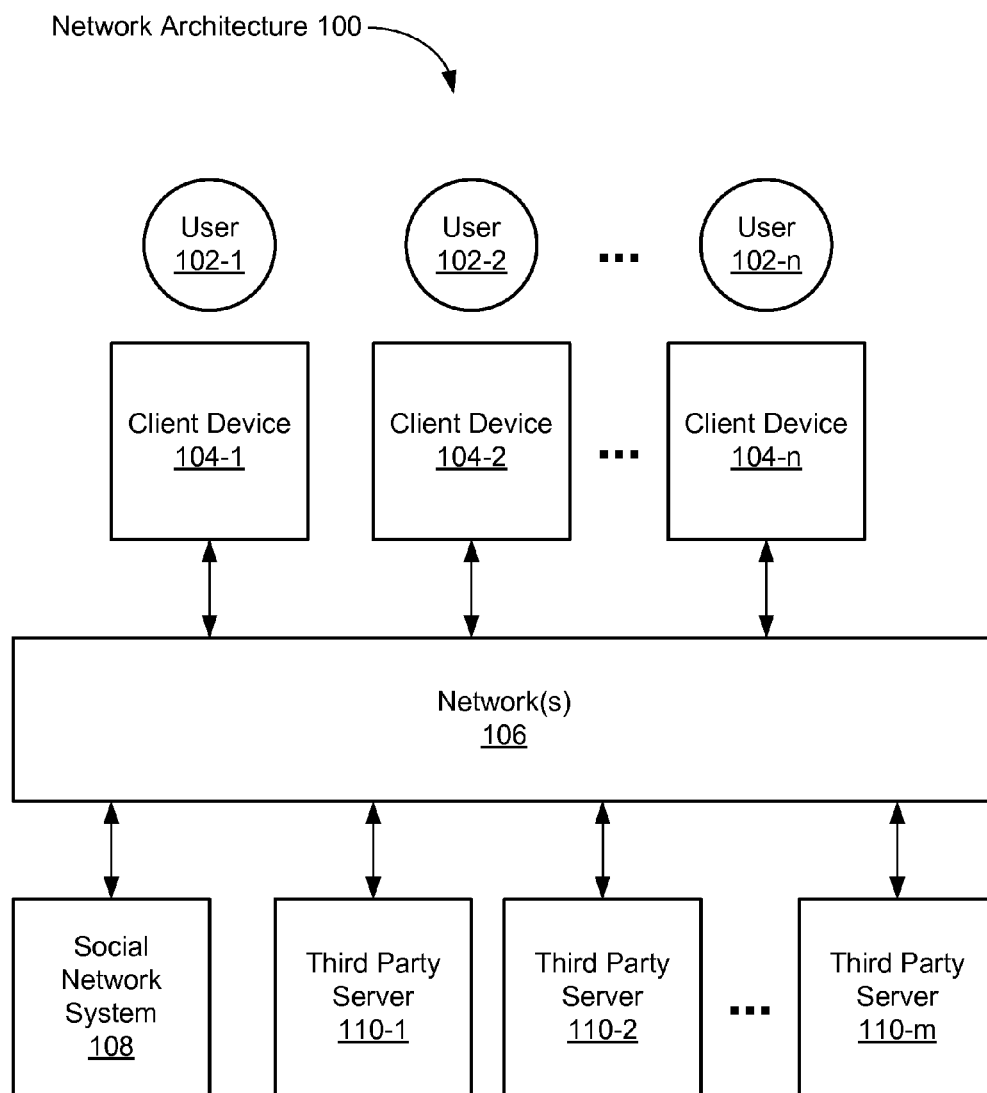 Network Architecture 100
User
102-1
User
102-2
...
User
102-n
Client Device
104-1
Client Device
104-2
...
Client Device
104-n
Network(s)
106
Social
Network
System
108
Third Party
Server
110-1
Third Party
Server
110-2
...
Third Party
Server
110-m